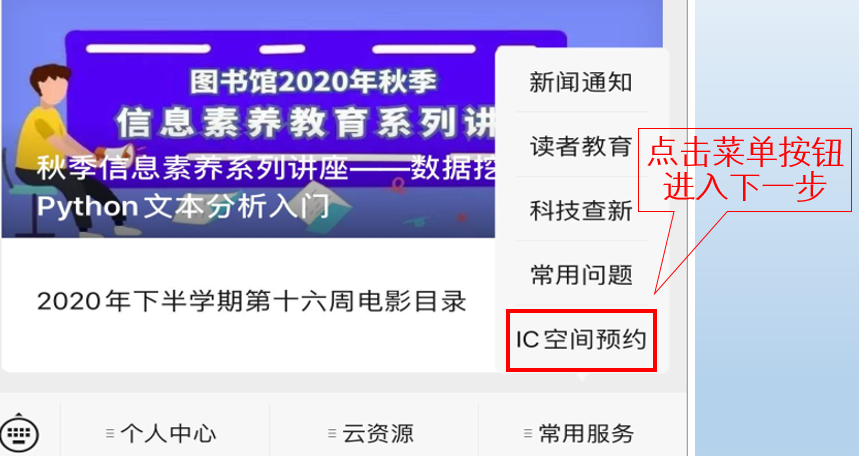 图书馆2020年秋季
信息素养教育系列讲
秋季信息素养系列讲座——数据挖
Python文本分析入门
2020年下半学期第十六周电影目录
新闻通知
读者教育
科技查新
常用问题
IC空间预约
点击菜单按钮
进入下一步
个人中心
云资源
常用服务